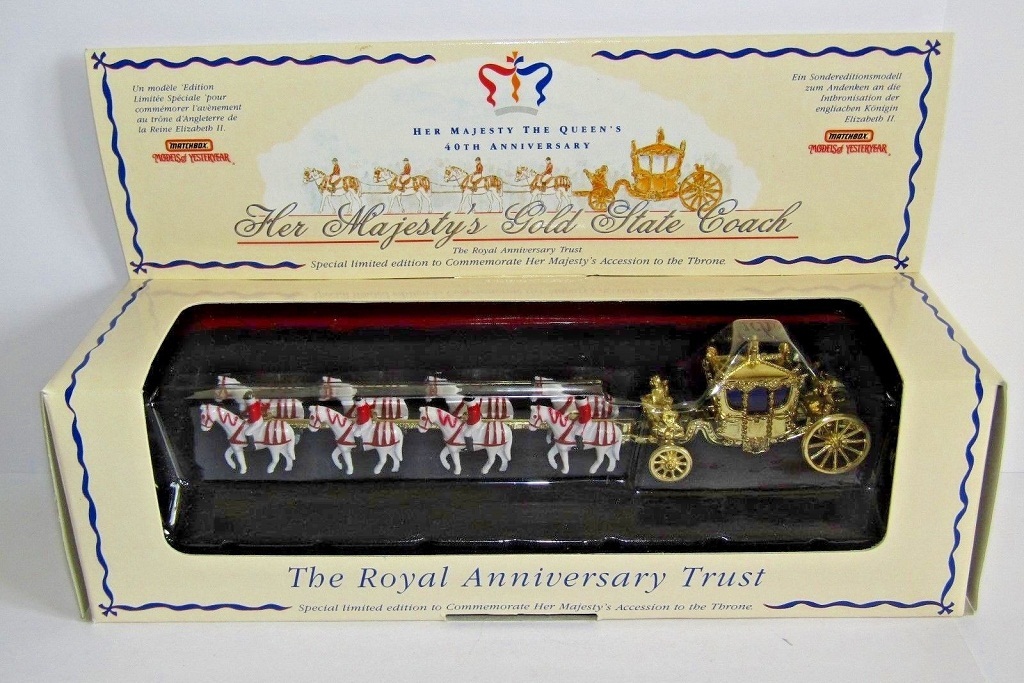 Un modèle 'Edition
Limitée Spéciale 'pour
commémorer l'avènement
au trône d'Angleterre de
la Reine Elizabeth II.
MATCHBOX
MODELS of YESTERYEAR
HER MAJESTY THE QUEEN'S
40TH ANNIVERSARY
Ein Sondereditionsmodell
zum Andenken an die
Inthronisation der
engliachen Königin
Elizabeth II
MATCHBOX
MODELS of YESTERYEAR
Her Majesty's Gold State Coach
The Royal Anniversary Trust
Special limited edition to Commemorate Her Majesty's Accession to the Throne.
The Royal Anniversary Trust
Special limited edition to Commemorate Her Majesty's Accession to the Throne.